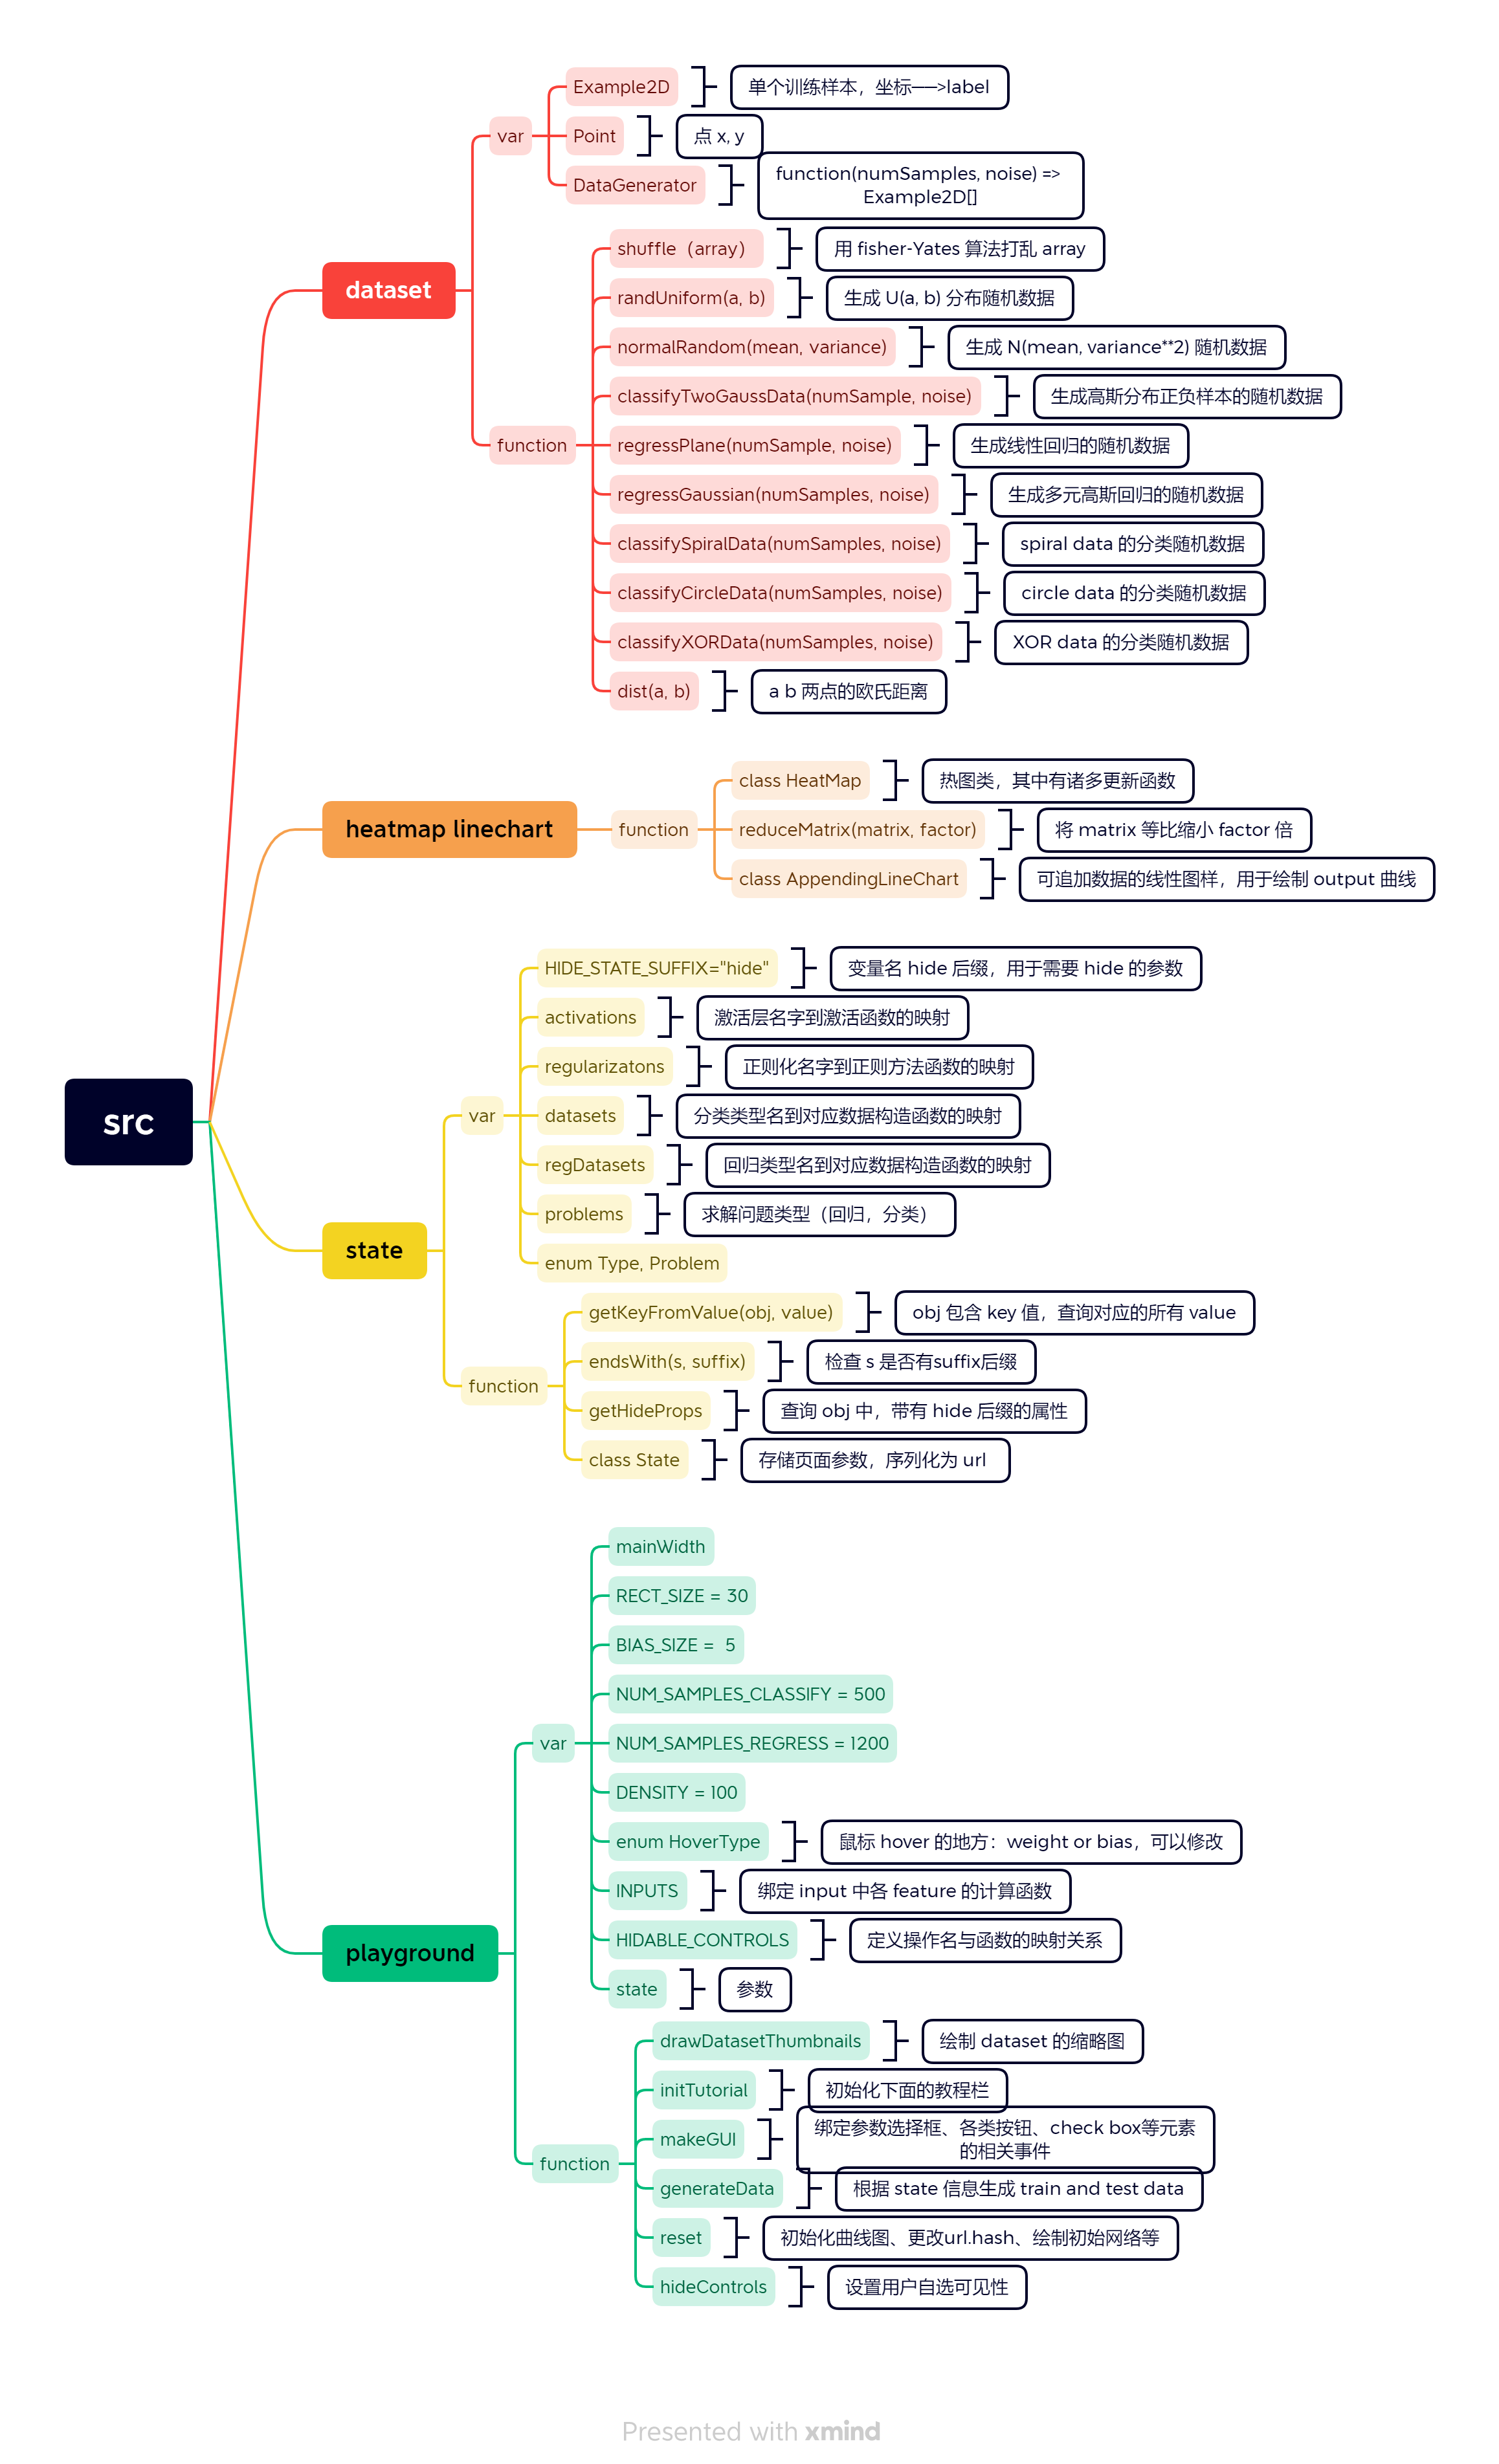 src
dataset
var
Example2D
单个训练样本，坐标——>label
Point
点 x, y
DataGenerator
function(numSamples, noise) =>
Example2D[]
function
shuffle（array）
用 fisher-Yates 算法打乱 array
randUniform(a, b)
生成 U(a, b) 分布随机数据
normalRandom(mean, variance)
生成 N(mean, variance**2) 随机数据
classifyTwoGaussData(numSample, noise)
生成高斯分布正负样本的随机数据
regressPlane(numSample, noise)
生成线性回归的随机数据
regressGaussian(numSamples, noise)
生成多元高斯回归的随机数据
classifySpiralData(numSamples, noise)
spiral data 的分类随机数据
classifyCircleData(numSamples, noise)
circle data 的分类随机数据
classifyXORData(numSamples, noise)
XOR data 的分类随机数据
dist(a, b)
a b 两点的欧氏距离
heatmap linechart
function
class HeatMap
热图类，其中有诸多更新函数
reduceMatrix(matrix, factor)
将 matrix 等比缩小 factor 倍
class AppendingLineChart
可追加数据的线性图样，用于绘制 output 曲线
state
var
HIDE_STATE_SUFFIX="hide"
变量名 hide 后缀，用于需要 hide 的参数
activations
激活层名字到激活函数的映射
regularizatons
正则化名字到正则方法函数的映射
datasets
分类类型名到对应数据构造函数的映射
regDatasets
回归类型名到对应数据构造函数的映射
problems
求解问题类型（回归，分类）
enum Type, Problem
function
getKeyFromValue(obj, value)
obj 包含 key 值，查询对应的所有 value
endsWith(s, suffix)
检查 s 是否有suffix后缀
getHideProps
查询 obj 中，带有 hide 后缀的属性
class State
存储页面参数，序列化为 url
playground
var
mainWidth
RECT_SIZE = 30
BIAS_SIZE =  5
NUM_SAMPLES_CLASSIFY = 500
NUM_SAMPLES_REGRESS = 1200
DENSITY = 100
enum HoverType
鼠标 hover 的地方：weight or bias，可以修改
INPUTS
绑定 input 中各 feature 的计算函数
HIDABLE_CONTROLS
定义操作名与函数的映射关系
state
参数
function
drawDatasetThumbnails
绘制 dataset 的缩略图
initTutorial
初始化下面的教程栏
makeGUI
绑定参数选择框、各类按钮、check box等元素
的相关事件
generateData
根据 state 信息生成 train and test data
reset
初始化曲线图、更改url.hash、绘制初始网络等
hideControls
设置用户自选可见性
Presented with xmind